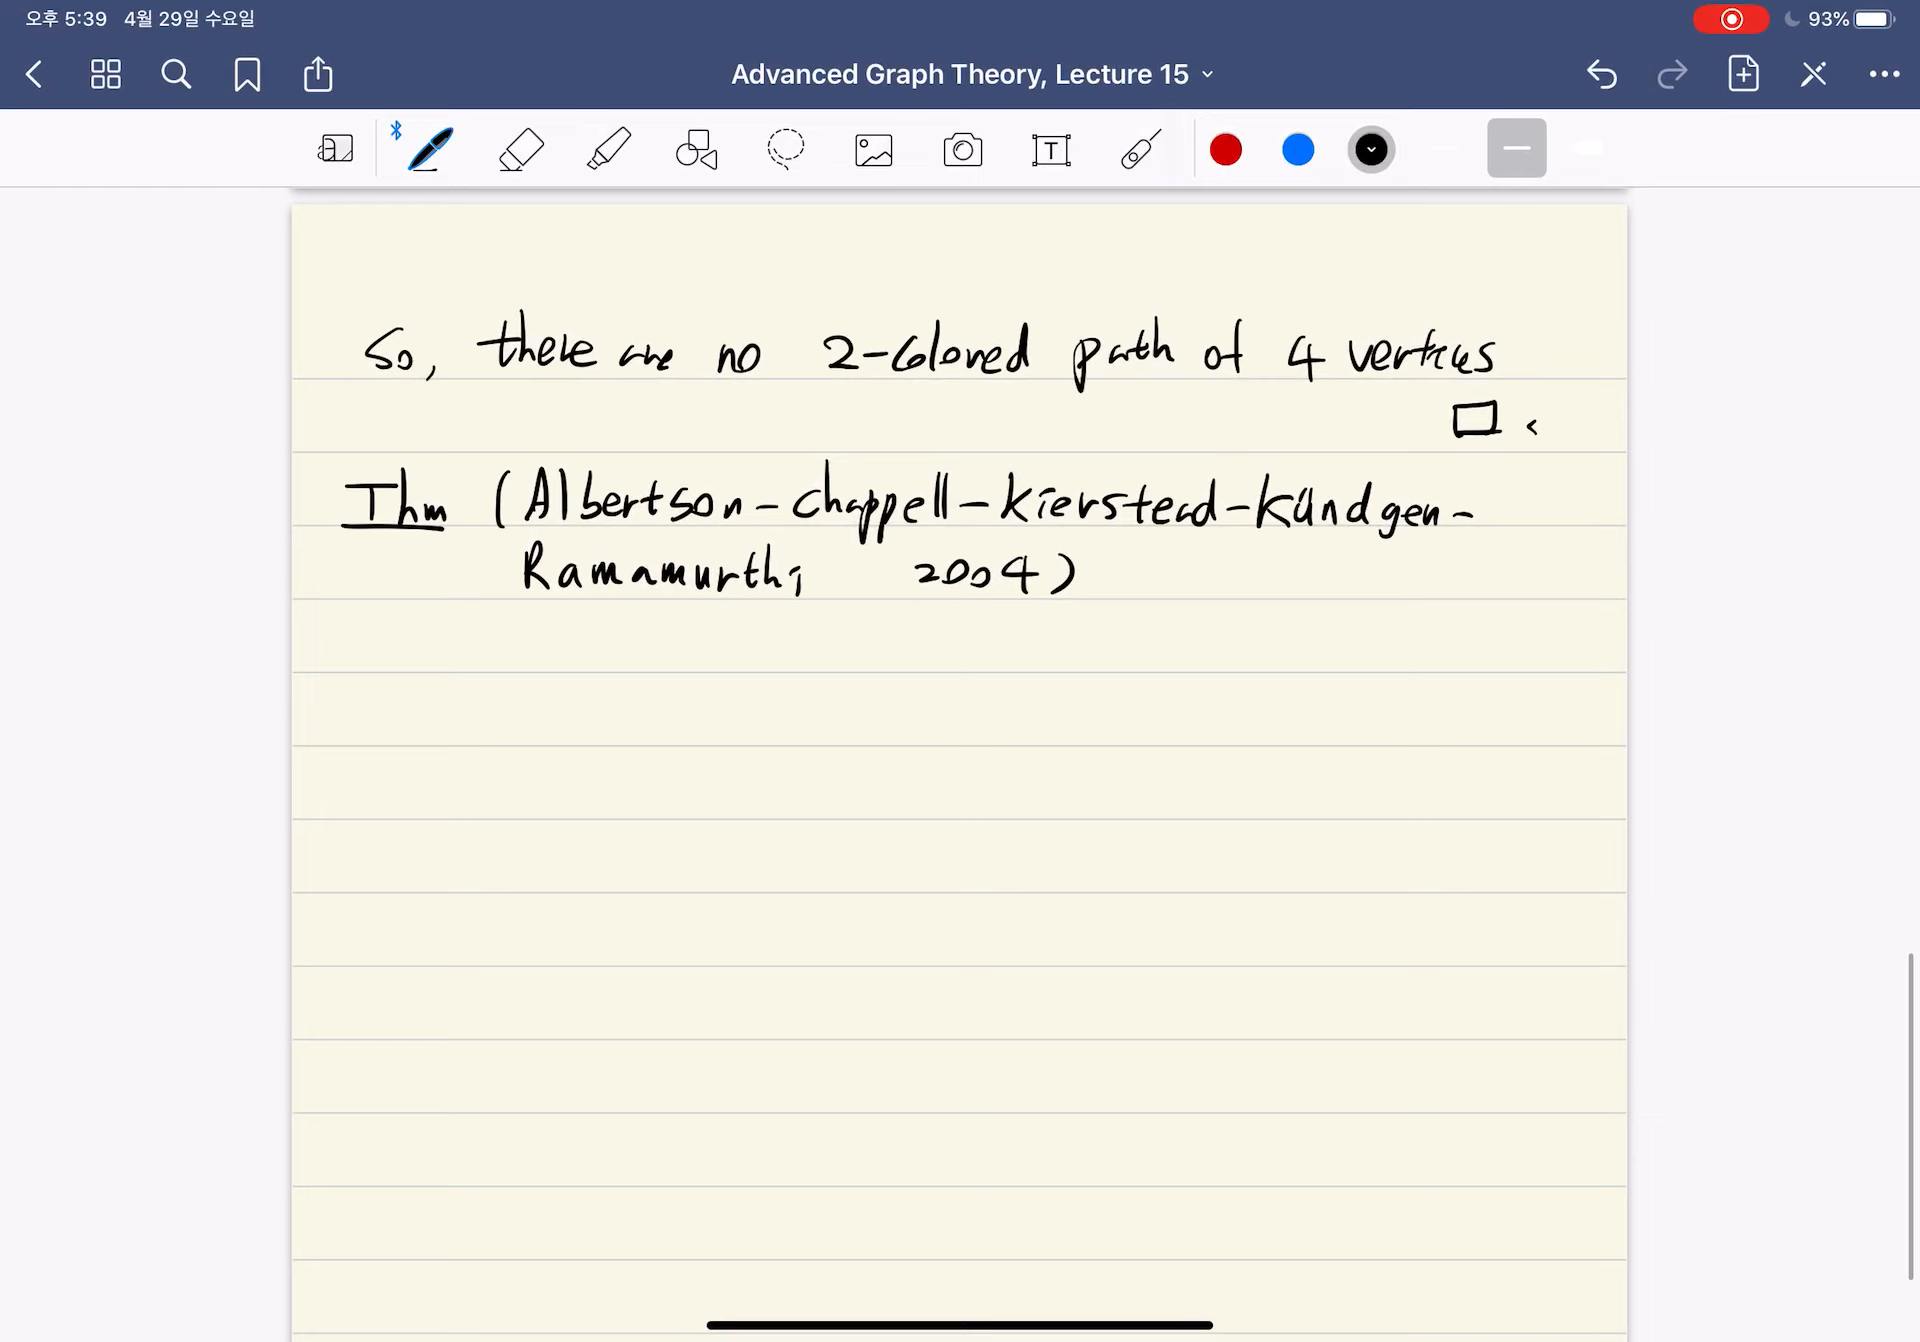 오후 5:39 4월 29일 수요일
93%
Advanced Graph Theory, Lecture 15
So, there are no 2-colored path of 4 vertices
□.
Thm (Albertson-Chappell-Kierstead-Kündgen-
Ramamurthi 2004)